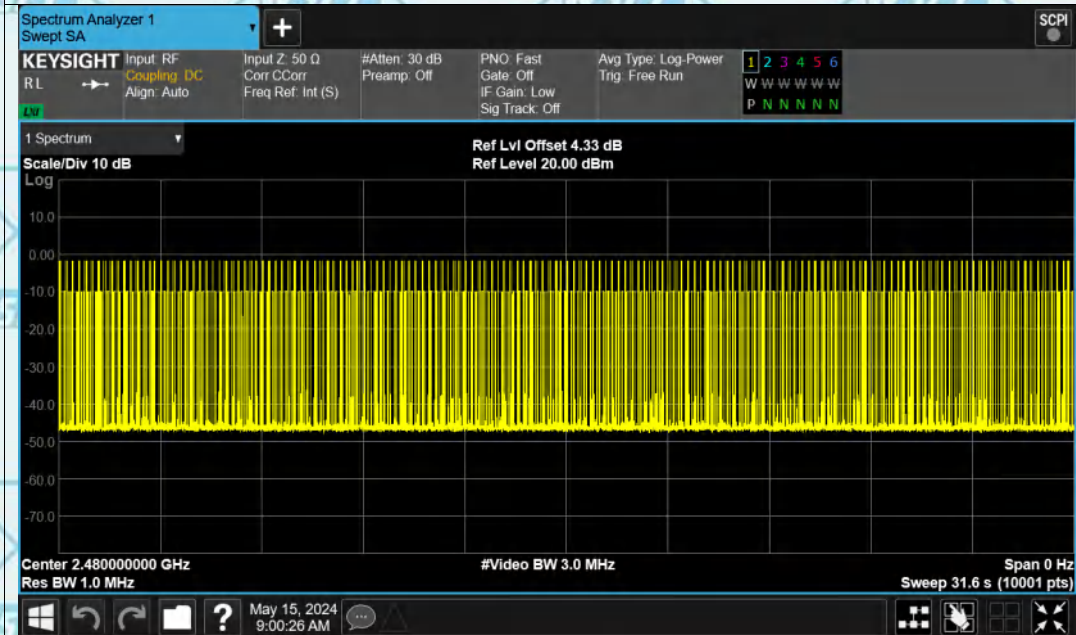 Spectrum Analyzer 1
Swept SA
+
SCPI
KEYSIGHT
RL
LXI
Input: RF
Coupling: DC
Align: Auto
Input Z: 50 Ω
Corr CCorr
Freq Ref: Int (S)
#Atten: 30 dB
Preamp: Off
PNO: Fast
Gate: Off
IF Gain: Low
Sig Track: Off
Avg Type: Log-Power
Trig: Free Run
1 2 3 4 5 6
W W W W W W
P N N N N N
1 Spectrum
Scale/Div 10 dB
Ref Lvl Offset 4.33 dB
Ref Level 20.00 dBm
Log
10.0
0.00
-10.0
-20.0
-30.0
-40.0
-50.0
-60.0
-70.0
Center 2.480000000 GHz
#Video BW 3.0 MHz
Span 0 Hz
Res BW 1.0 MHz
Sweep 31.6 s (10001 pts)
?
May 15, 2024
9:00:26 AM